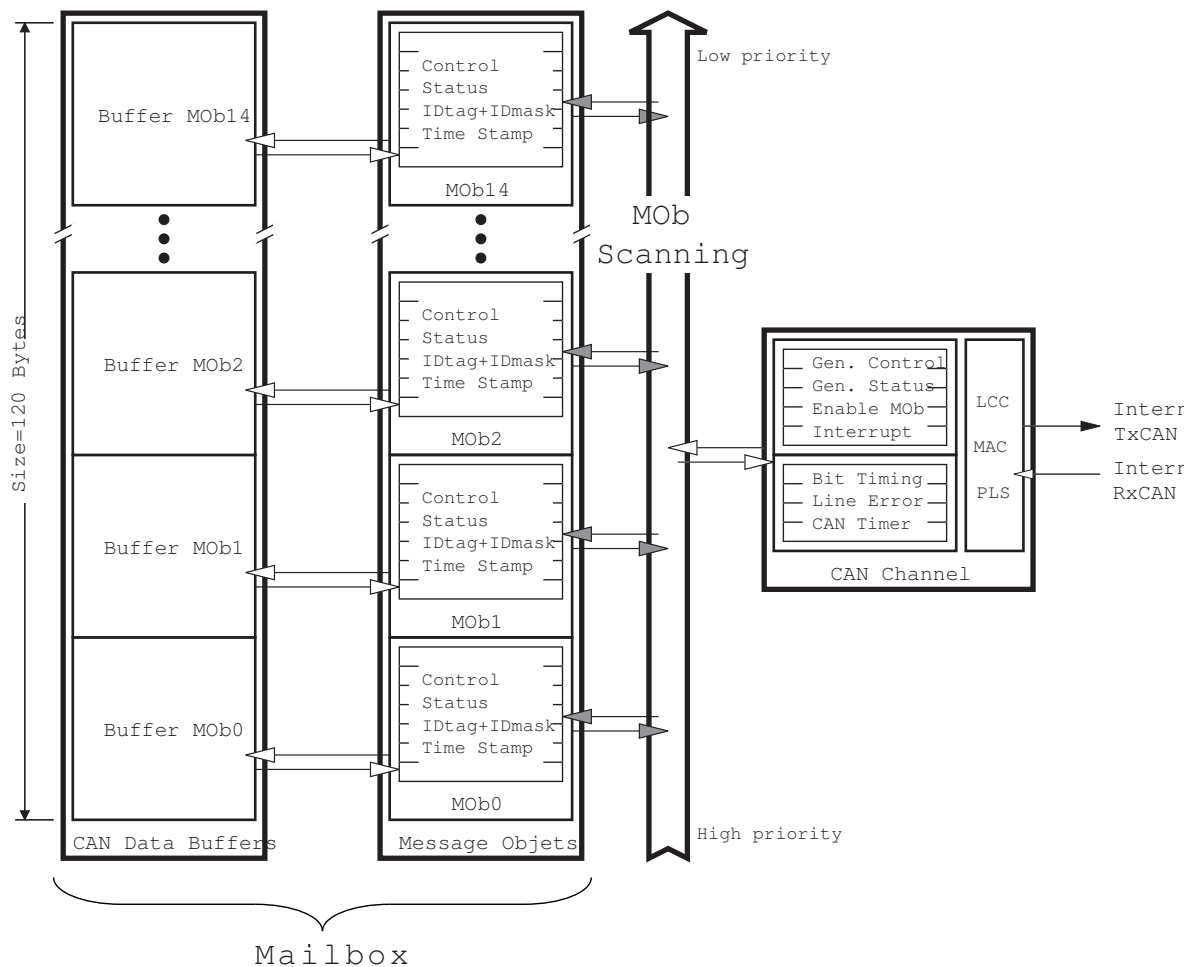 Size=120 Bytes
Buffer MOb14
Control
Status
IDtag+IDmask
Time Stamp
MOb14
Low priority
MOb
Scanning
Buffer MOb2
Control
Status
IDtag+IDmask
Time Stamp
MOb2
Buffer MOb1
Control
Status
IDtag+IDmask
Time Stamp
MOb1
Buffer MOb0
Control
Status
IDtag+IDmask
Time Stamp
MOb0
CAN Data Buffers
Message Objets
High priority
Mailbox
Gen. Control
Gen. Status
Enable MOb
Interrupt
Bit Timing
Line Error
CAN Timer
LCC
MAC
PLS
CAN Channel
Intern
TxCAN
Intern
RxCAN